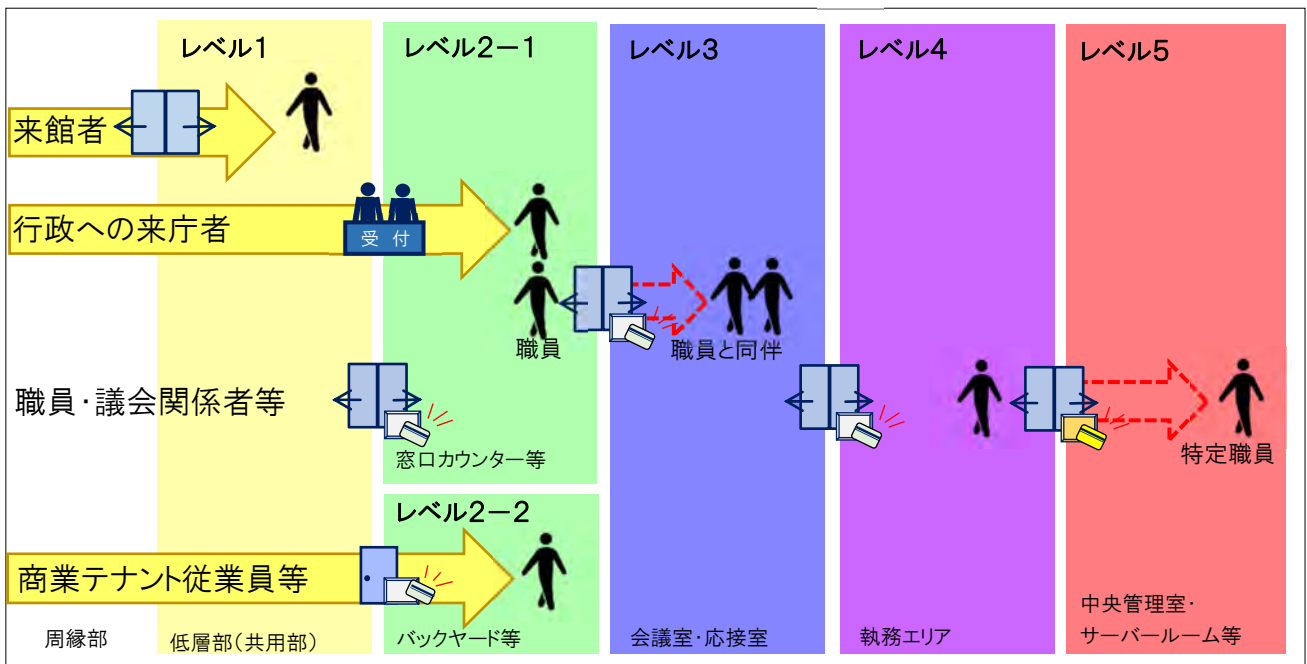 レベル1
レベル2-1
レベル3
レベル4
レベル5
来館者
行政への来庁者
受 付
職員
職員と同伴
職員・議会関係者等
窓口カウンター等
特定職員
レベル2-2
商業テナント従業員等
周縁部
低層部(共用部)
バックヤード等
会議室・応接室
執務エリア
中央管理室・
サーバールーム等